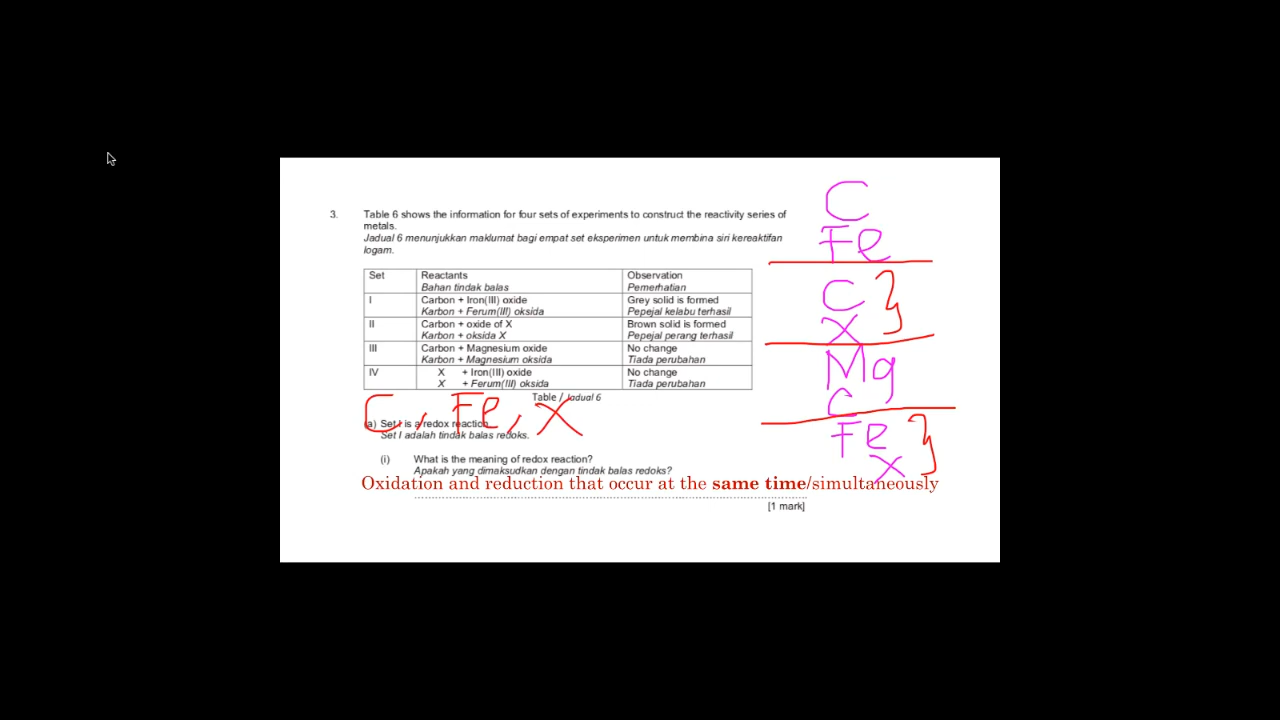 3. Table 6 shows the information for four sets of experiments to construct the reactivity series of
metals.
Jadual 6 menunjukkan maklumat bagi empat set eksperimen untuk membina siri kereaktifan
logam.
Set Reactants Observation
Bahan tindak balas Pemerhatian
I Carbon + Iron(III) oxide Grey solid is formed
Karbon + Ferum(III) oksida Pepejal kelabu terhasil
II Carbon + oxide of X Brown solid is formed
Karbon + oksida X Pepejal perang terhasil
III Carbon + Magnesium oxide No change
Karbon + Magnesium oksida Tiada perubahan
IV X + Iron(III) oxide No change
X + Ferum(III) oksida Tiada perubahan
Table / Jadual 6
C, Fe, X
(a) Set I is a redox reaction.
Set I adalah tindak balas redoks.
(i) What is the meaning of redox reaction?
Apakah yang dimaksudkan dengan tindak balas redoks?
Oxidation and reduction that occur at the same time/simultaneously
[1 mark]
C
Fe
C
X
Mg
C
Fe
X